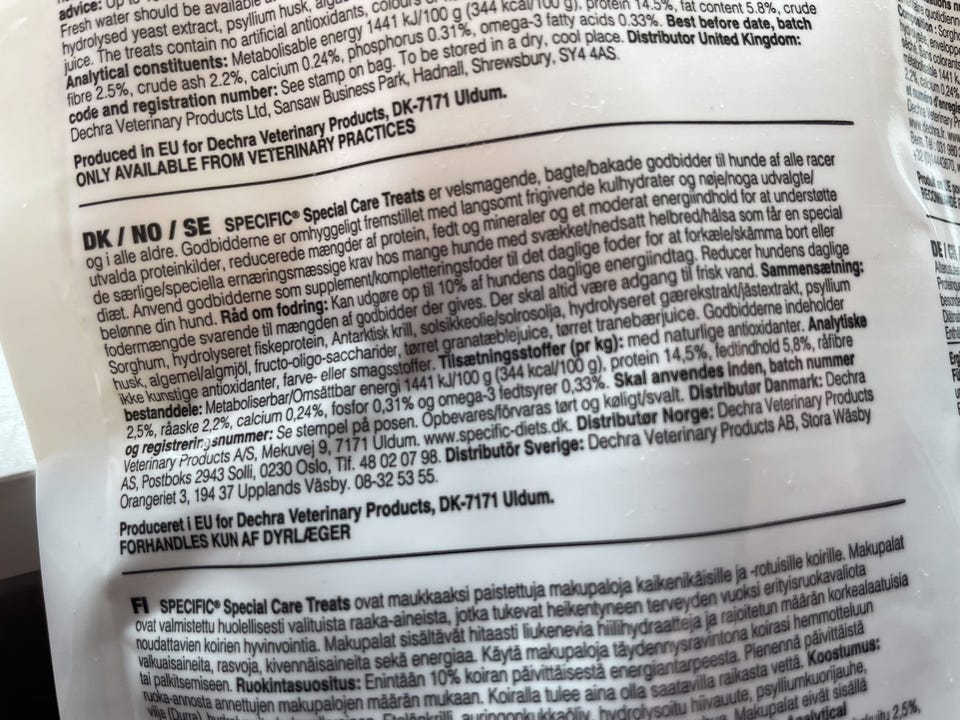 advice: Up to
Fresh water should be available
hydrolysed yeast extract, psyllium husk,
juice. The treats contain no artificial antioxidants, colours
Analytical constituents: Metabolisable energy 1441 kJ/100 g (344 kcal/100 g), protein 14.5%, fat content 5.8%, crude
fibre 2.5%, crude ash 2.2%, calcium 0.24%, phosphorus 0.31%, omega-3 fatty acids 0.33%. Best before date, batch
code and registration number: See stamp on bag. To be stored in a dry, cool place. Distributor United Kingdom:
Dechra Veterinary Products Ltd, Sansaw Business Park, Hadnall, Shrewsbury, SY4 4AS.
Produced in EU for Dechra Veterinary Products, DK-7171 Uldum.
ONLY AVAILABLE FROM VETERINARY PRACTICES
DK / NO / SE SPECIFIC® Special Care Treats er velsmagende, bagte/bakade godbidder til hunde af alle racer
og i alle aldre. Godbidderne er omhyggeligt fremstillet med langsomt frigivende kulhydrater og nøje/noga udvalgte/
utvalda proteinkilder, reducerede mængder af protein, fedt og mineraler og et moderat energiindhold for at understøtte
de særlige/speciella ernæringsmæssige krav hos mange hunde med svækket/nedsatt helbred/hälsa som får en special
diæt. Anvend godbidderne som supplement/kompletteringsfoder til det daglige foder for at forkæle/skämma bort eller
belønne din hund. Råd om fodring: Kan udgøre op til 10% af hundens daglige energiindtag. Reducer hundens daglige
fodermængde svarende til mængden af godbidder der gives. Der skal altid være adgang til frisk vand. Sammensætning:
Sorghum, hydrolyseret fiskeprotein, Antarktisk krill, solsikkeolie/solrosolja, hydrolyseret gærekstrakt/jästextrakt, psyllium
husk, algemel/algmjöl, fructo-oligo-saccharider, tørret granatæblejuice, tørret tranebærjuice. Godbidderne indeholder
ikke kunstige antioxidanter, farve- eller smagsstoffer. Tilsætningsstoffer (pr kg): med naturlige antioxidanter. Analytiske
bestanddele: Metaboliserbar/Omsättbar energi 1441 kJ/100 g (344 kcal/100 g), protein 14,5%, fedtindhold 5,8%, råfibre
2,5%, råaske 2,2%, calcium 0,24%, fosfor 0,31% og omega-3 fedtsyrer 0,33%. Skal anvendes inden, batch nummer
og registreringsnummer: Se stempel på posen. Opbevares/förvaras tørt og køligt/svalt. Distributør Danmark: Dechra
Veterinary Products A/S, Mekuvej 9, 7171 Uldum. www.specific-diets.dk. Distributør Norge: Dechra Veterinary Products
AS, Postboks 2943 Solli, 0230 Oslo, Tlf. 48 02 07 98. Distributör Sverige: Dechra Veterinary Products AB, Stora Wäsby
Orangeriet 3, 194 37 Upplands Väsby. 08-32 53 55.
Produceret i EU for Dechra Veterinary Products, DK-7171 Uldum.
FORHANDLES KUN AF DYRLÆGER
FI SPECIFIC® Special Care Treats ovat maukkaaksi paistettuja makupaloja kaikenikäisille ja -rotuisille koirille. Makupalat
ovat valmistettu huolellisesti valituista raaka-aineista, jotka tukevat heikentyneen terveyden vuoksi erityisruokavaliota
noudattavien koirien hyvinvointia. Makupalat sisältävät hitaasti liukenevia hiilihydraatteja ja rajoitetun määrän korkealaatuisia
valkuaisaineita, rasvoja, kivennäisaineita sekä energiaa. Käytä makupaloja täydennysravintona koirasi hemmotteluun
tai palkitsemiseen. Ruokintasuositus: Enintään 10% koiran päivittäisestä energiantarpeesta. Pienennä päivittäistä
ruoka-annosta annettujen makupalojen määrän mukaan. Koiralla tulee aina olla saatavilla raikasta vettä. Koostumus:
vilja (Durra), auringonkukkaöljy, hydrolysoitu hiivauute, psylliumkuorijauhe,
Makupalat eivät sisällä